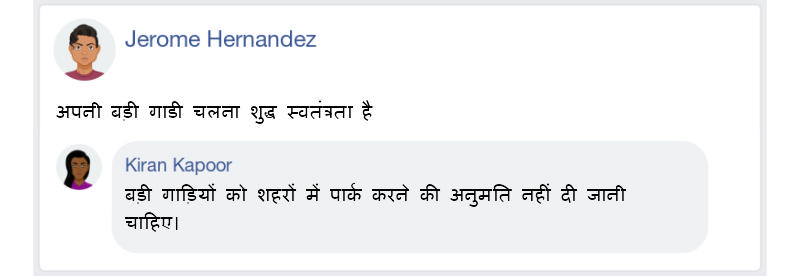 Jerome Hernandez
अपनी बड़ी गाडी चलना शुद्ध स्वतंत्रता है
Kiran Kapoor
बड़ी गाड़ियों को शहरों में पार्क करने की अनुमति नहीं दी जानी
चाहिए।